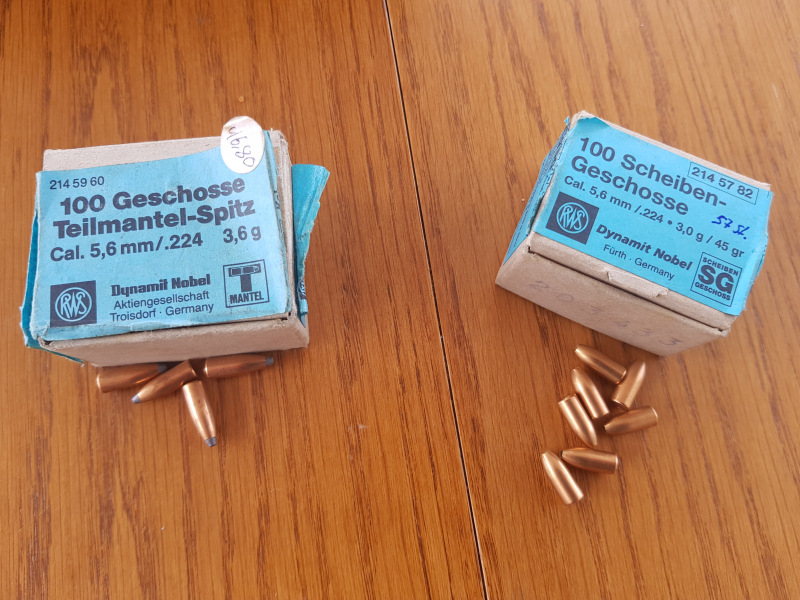 214 59 60
100 Geschosse
Teilmantel-Spitz
Cal. 5,6 mm/.224 3,6 g
RWS
Dynamit Nobel
Aktiengesellschaft
Troisdorf · Germany
T
MANTEL
100 Scheiben-
Geschosse
214 57 82
Cal. 5,6 mm/.224 • 3,0 g / 45 gr
57 St.
RWS
Dynamit Nobel
Fürth · Germany
SCHEIBEN
SG
GESCHOSS